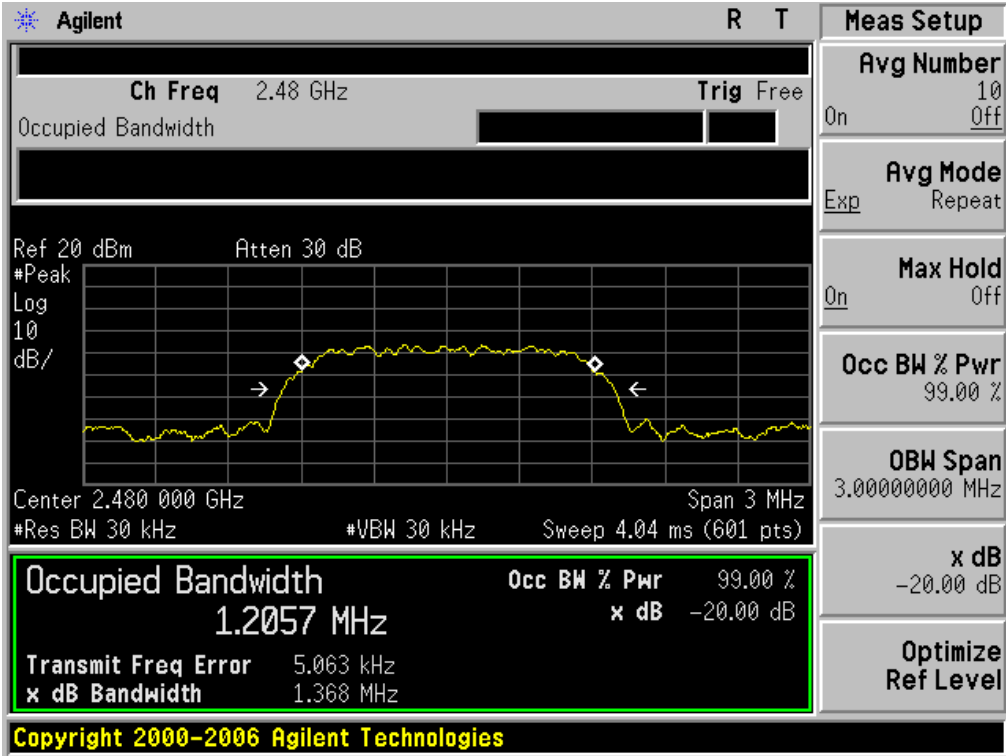 Agilent
R T
Meas Setup
Ch Freq 2.48 GHz
Trig Free
Occupied Bandwidth
Ref 20 dBm
Atten 30 dB
#Peak
Log
10
dB/
Center 2.480 000 GHz
Span 3 MHz
#Res BW 30 kHz
#VBW 30 kHz
Sweep 4.04 ms (601 pts)
Occupied Bandwidth
1.2057 MHz
Occ BW % Pwr 99.00 %
x dB -20.00 dB
Transmit Freq Error 5.063 kHz
x dB Bandwidth 1.368 MHz
Avg Number
10
On Off
Avg Mode
Exp Repeat
Max Hold
On Off
Occ BW % Pwr
99.00 %
OBW Span
3.00000000 MHz
x dB
-20.00 dB
Optimize
Ref Level
Copyright 2000-2006 Agilent Technologies